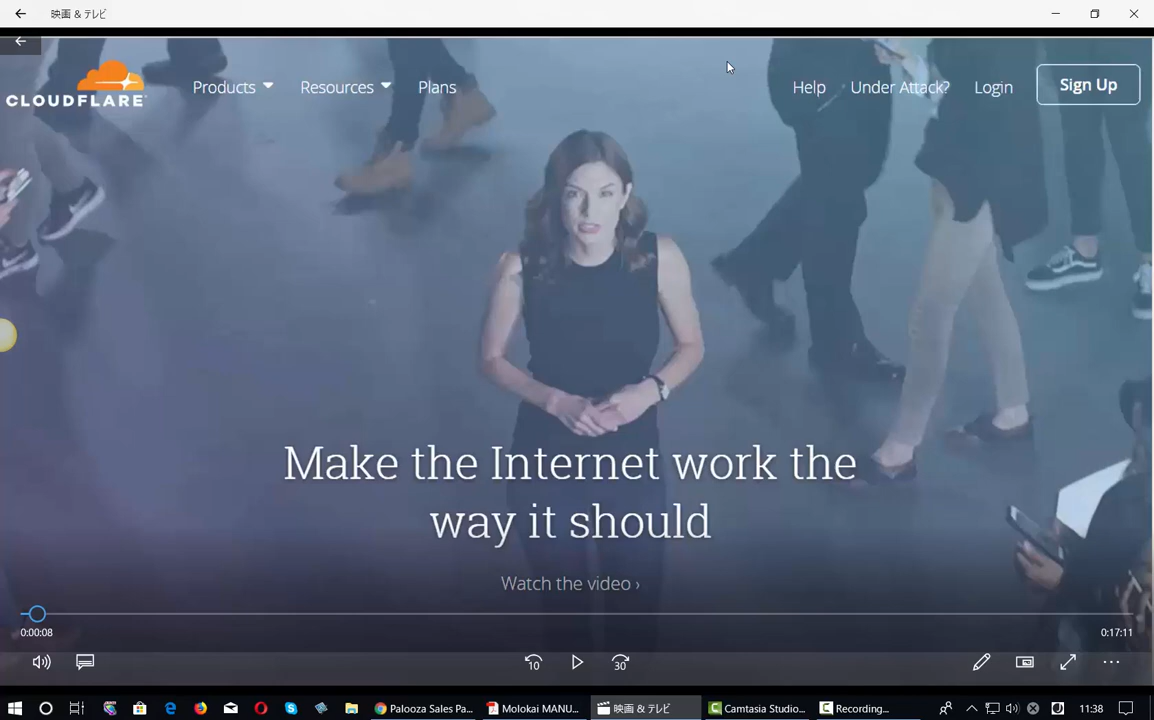 映画 & テレビ
CLOUDFLARE
Products
Resources
Plans
Help
Under Attack?
Login
Sign Up
Make the Internet work the
way it should
Watch the video ›
0:00:08
0:17:11
10
30
Palooza Sales Pa...
Molokai MANU...
映画 & テレビ
Camtasia Studio...
Recording...
11:38